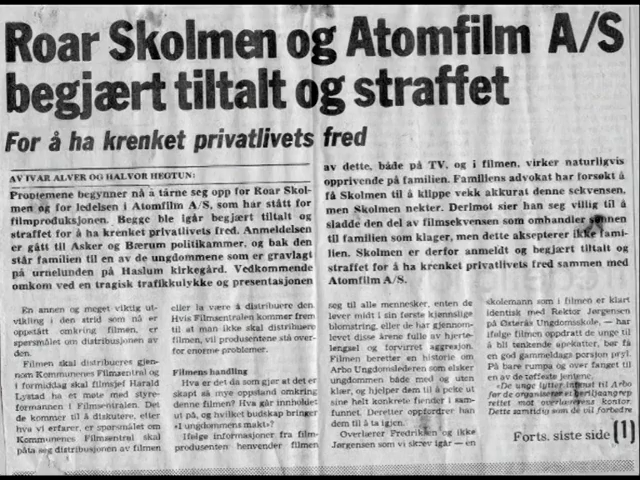 Roar Skolmen og Atomfilm A/S
begjært tiltalt og straffet
For å ha krenket privatlivets fred
AV IVAR ALVER OG HALVOR HEGTUN:
Problemene begynner nå å tårne seg opp for Roar Skol-
men og for ledelsen i Atomfilm A/S, som har stått for
filmproduksjonen. Begge ble igår begjært tiltalt og
straffet for å ha krenket privatlivets fred. Anmeldelsen
er gått til Asker og Bærum politikammer, og bak den
står familien til en av de ungdommene som er gravlagt
på urnelunden på Haslum kirkegård. Vedkommende
omkom ved en tragisk trafikkulykke og presentasjonen
av dette, både på TV, og i filmen, virker naturligvis
opprivende på familien. Familiens advokat har forsøkt å
få Skolmen til å klippe vekk akkurat denne sekvensen,
men Skolmen nekter. Derimot sier han seg villig til å
sladde den del av filmsekvensen som omhandler sønnen
til familien som klager, men dette aksepterer ikke fami-
lien. Skolmen er derfor anmeldt og begjært tiltalt og
straffet for å ha krenket privatlivets fred sammen med
Atomfilm A/S.
En annen og meget viktig ut-
vikling i den strid som nå er
oppstått omkring filmen, er
spørsmålet om distribusjonen av
den.
Filmen skal distribueres gjen-
nom Kommunenes Filmsentral og
i formiddag skal filmsjef Harald
Lystad ha et møte med styre-
formannen i Filmsentralen. Det
de kommer til å diskutere, etter
hva vi erfarer, er spørsmålet om
Kommunenes Filmsentral skal
påta seg distribusjonen av filmen
eller la være å distribuere den.
Hvis Filmsentralen kommer frem
til at man ikke skal distribuere
filmen, vil produsentene stå over-
for enorme problemer.
Filmens handling
Hva er det da som gjør at det er
skapt så mye oppstand omkring
denne filmen? Hva går innholdet
ut på, og hvilket budskap bringer
«I ungdommens makt»?
Ifølge informasjon fra film-
produsenten henvender filmen
seg til alle mennesker, enten de
lever midt i sin første kjønnslige
blomstring, eller de har gjennom-
levet disse årene fulle av hjerte-
lengsel og forvirret aggresjon.
Filmen beretter en historie om
Arbo Ungdomslederen som elsker
ungdommen både med og uten
klær, og hjelper dem til å peke ut
sine helt konkrete fiender i sam-
funnet. Deretter oppfordrer han
dem til å ta igjen.
Overlærer Fredriksen og ikke
Jørgensen som vi skrev igår — en
skolemann som i filmen er klart
identisk med Rektor Jørgensen
på Østerås Ungdomsskole, — har
ifølge filmen oppdratt de unge til
å bli tenkende apekatter, bør få
en god gammeldags porsjon pryl.
På bare rumpa og over fanget til
en av de tøffeste jentene.
«De unge lytter intenst til Arbo
før de organiserer et
rettet mot overlærerens kontor.
Dette samtidig som de vil forbedre
Forts. siste side (1)